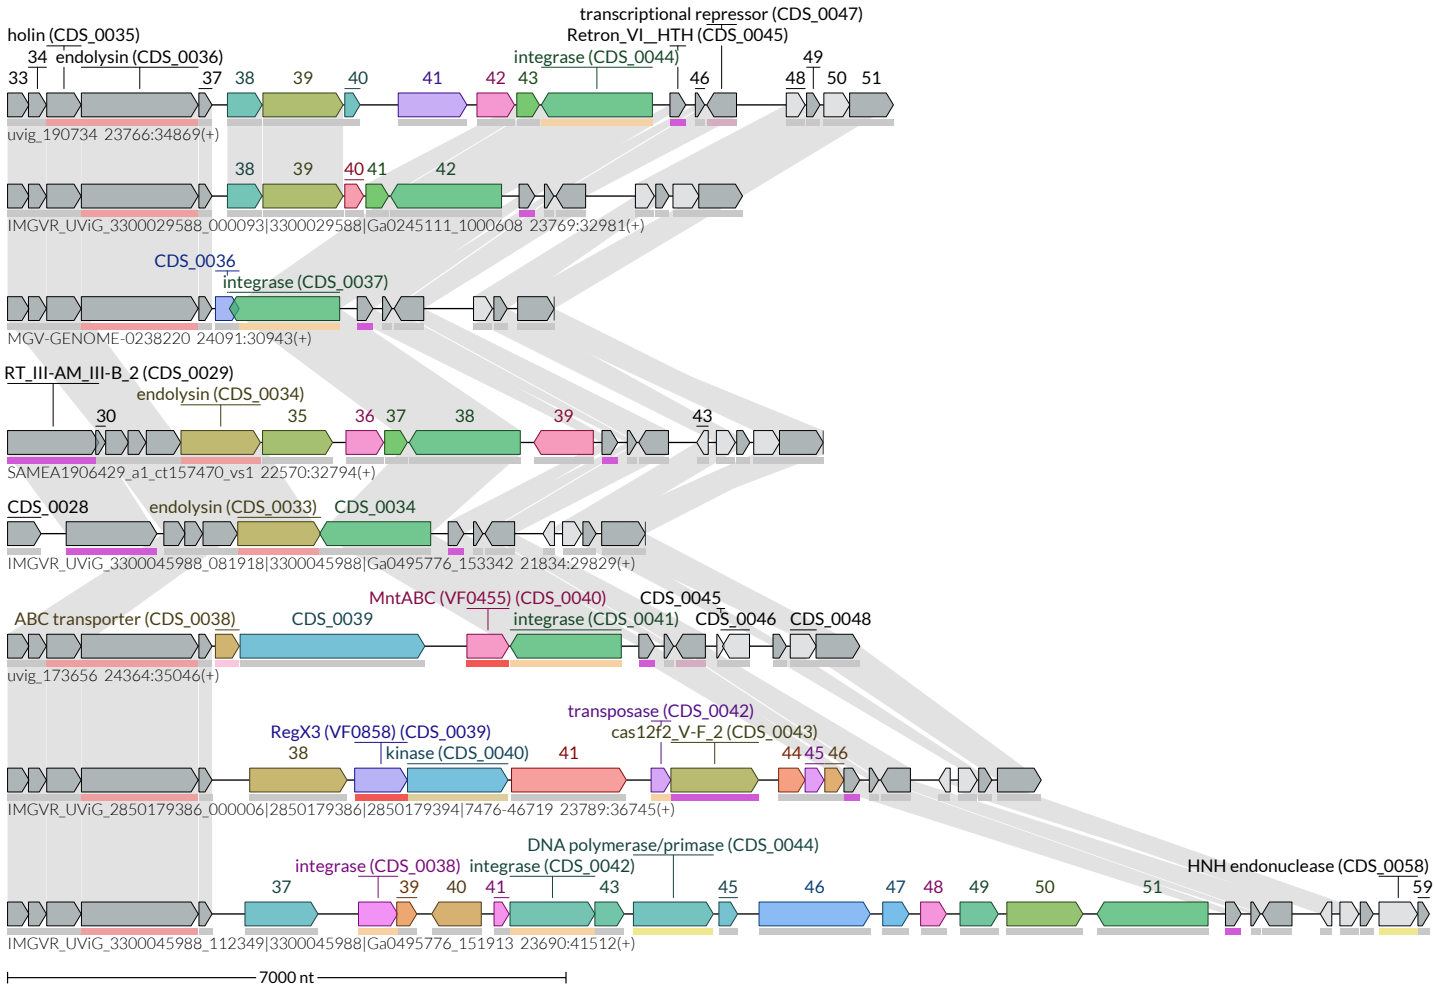 transcriptional repressor (CDS_0047)
holin (CDS_0035) Retron_VI__HTH (CDS_0045)
34 endolysin (CDS_0036) integrase (CDS_0044) 49
33 37 38 39 40 41 42 43 46 48 50 51
uvig_190734 23766:34869(+)
38 39 40 41 42
IMGVR_UViG_3300029588_000093|3300029588|Ga0245111_1000608 23769:32981(+)
CDS_0036
integrase (CDS_0037)
MGV-GENOME-0238220 24091:30943(+)
RT_III-AM_III-B_2 (CDS_0029)
endolysin (CDS_0034)
30 35 36 37 38 39 43
SAMEA1906429_a1_ct157470_vs1 22570:32794(+)
CDS_0028 endolysin (CDS_0033) CDS_0034
IMGVR_UViG_3300045988_081918|3300045988|Ga0495776_153342 21834:29829(+)
MntABC (VF0455) (CDS_0040) CDS_0045
ABC transporter (CDS_0038) CDS_0039 integrase (CDS_0041) CDS_0046 CDS_0048
uvig_173656 24364:35046(+)
transposase (CDS_0042)
RegX3 (VF0858) (CDS_0039) cas12f2_V-F_2 (CDS_0043)
38 kinase (CDS_0040) 41 44 45 46
IMGVR_UViG_2850179386_000006|2850179386|2850179394|7476-46719 23789:36745(+)
DNA polymerase/primase (CDS_0044)
integrase (CDS_0038) integrase (CDS_0042) HNH endonuclease (CDS_0058)
37 39 40 41 43 45 46 47 48 49 50 51 59
IMGVR_UViG_3300045988_112349|3300045988|Ga0495776_151913 23690:41512(+)
7000 nt